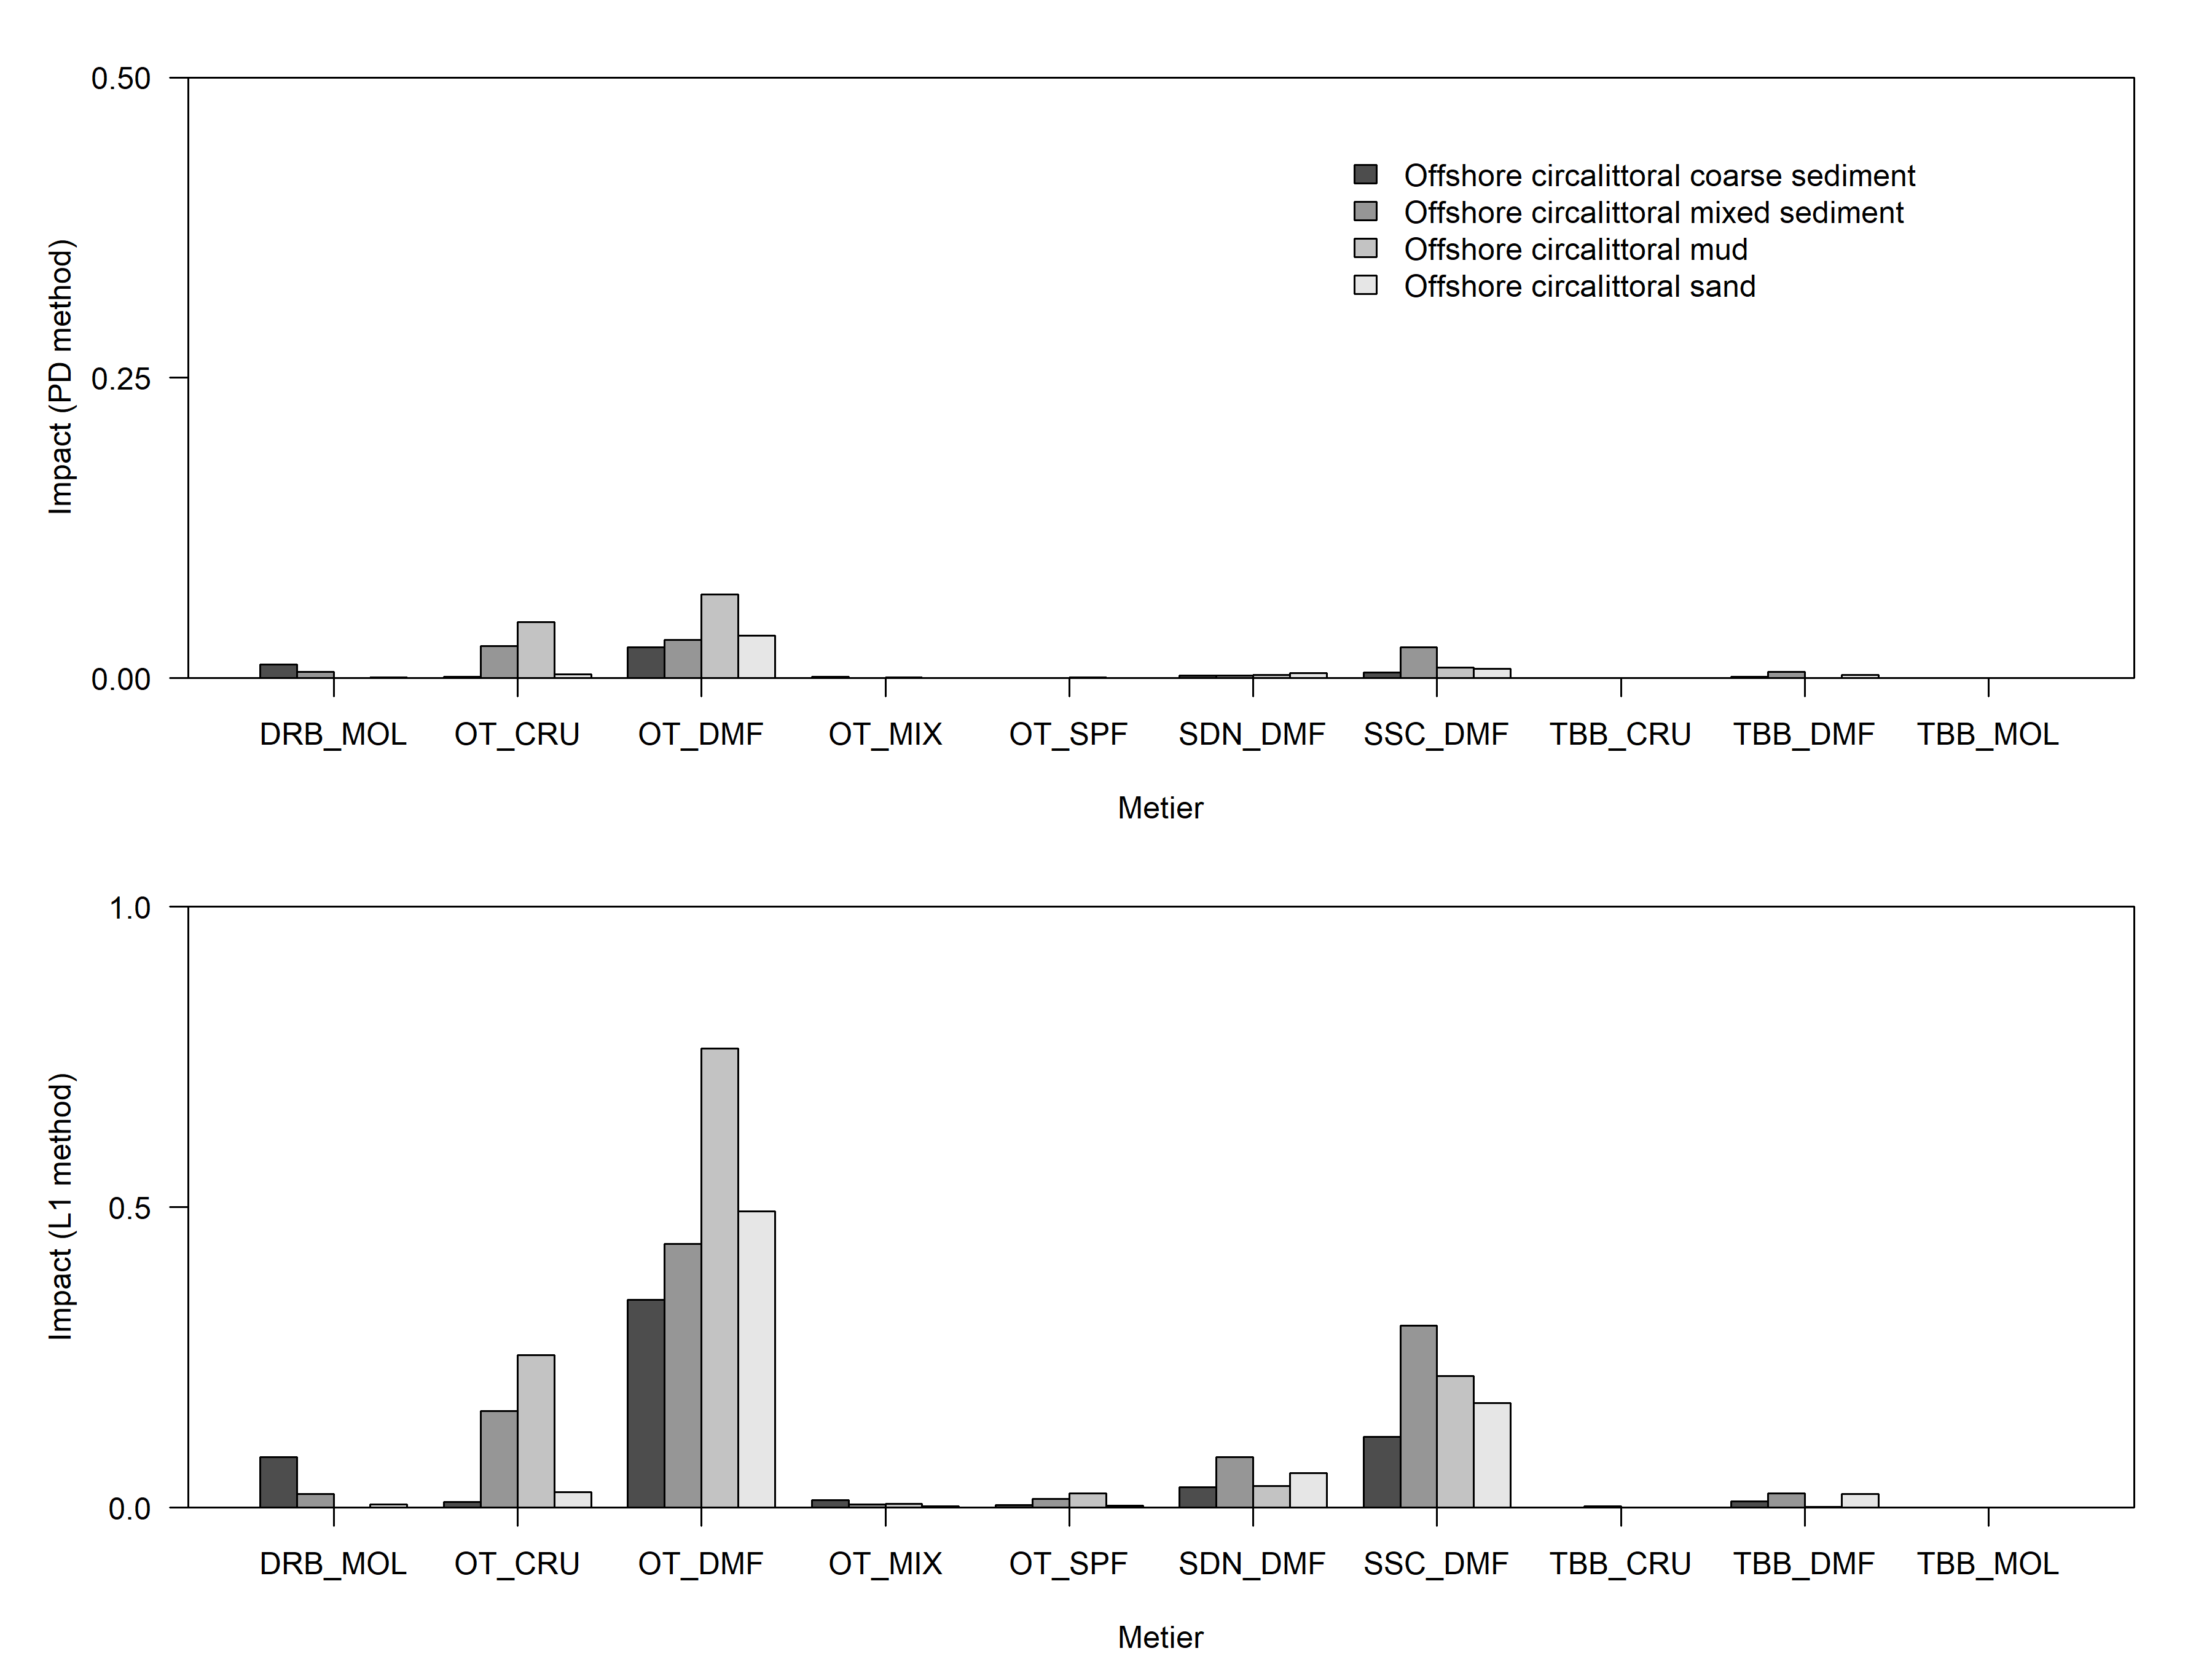 Impact (PD method)
0.50
0.25
0.00
Offshore circalittoral coarse sediment
Offshore circalittoral mixed sediment
Offshore circalittoral mud
Offshore circalittoral sand
DRB_MOL OT_CRU OT_DMF OT_MIX OT_SPF SDN_DMF SSC_DMF TBB_CRU TBB_DMF TBB_MOL
Metier
Impact (L1 method)
1.0
0.5
0.0
DRB_MOL OT_CRU OT_DMF OT_MIX OT_SPF SDN_DMF SSC_DMF TBB_CRU TBB_DMF TBB_MOL
Metier